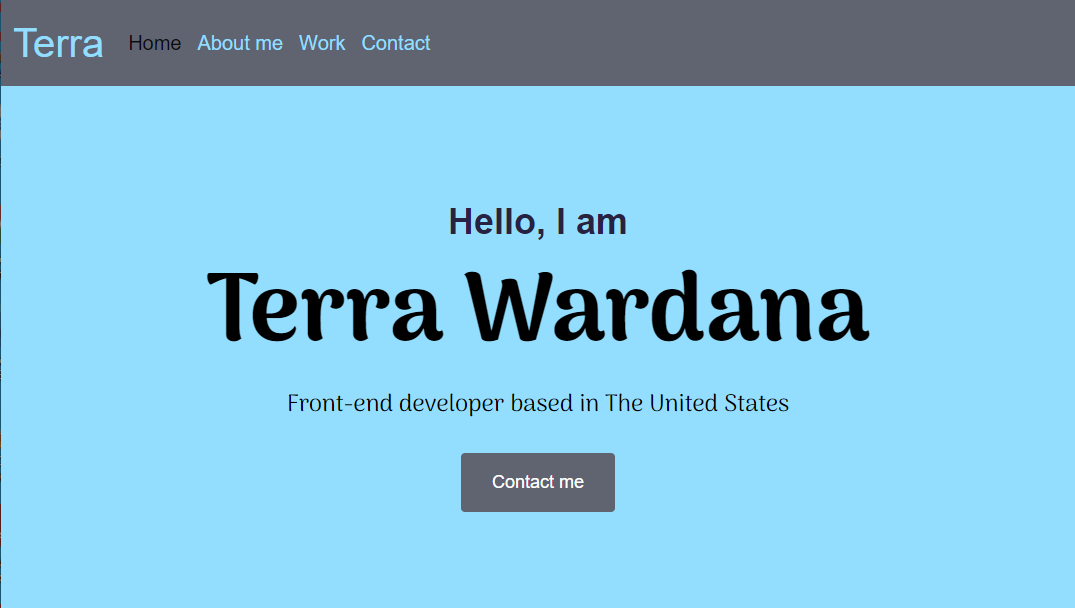 Terra Home About me Work Contact
Hello, I am
Terra Wardana
Front-end developer based in The United States
Contact me